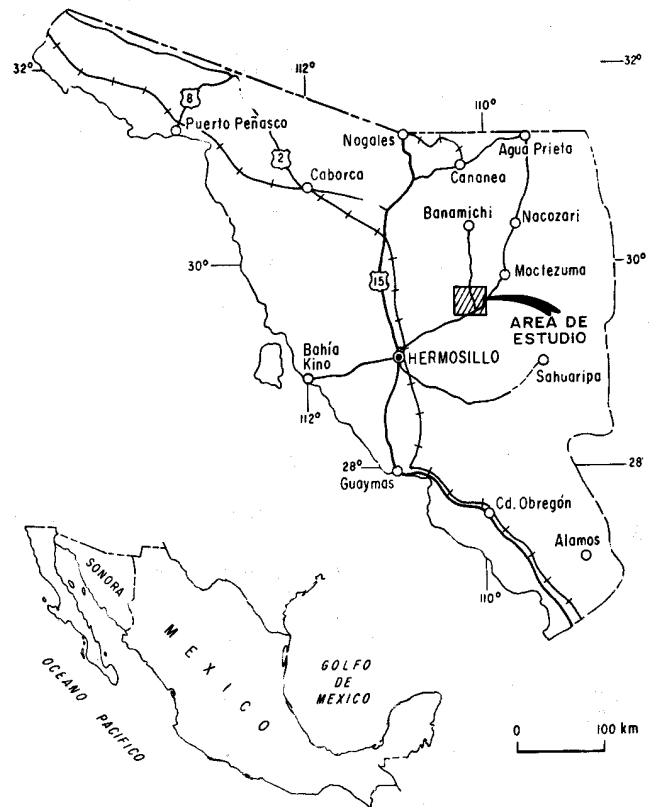 32°
112°
32°
8
Puerto Peñasco
110°
Nogales
Agua Prieta
2
Cananea
Caborca
Banamichi
Nacozari
30°
15
Moctezuma
30°
AREA DE
ESTUDIO
Bahía
Kino
HERMOSILLO
Sahuaripa
112°
28°
28
Guaymas
Cd. Obregón
Alamos
110°
SONORA
MEXICO
GOLFO
DE
MEXICO
OCEANO PACIFICO
0 100 km